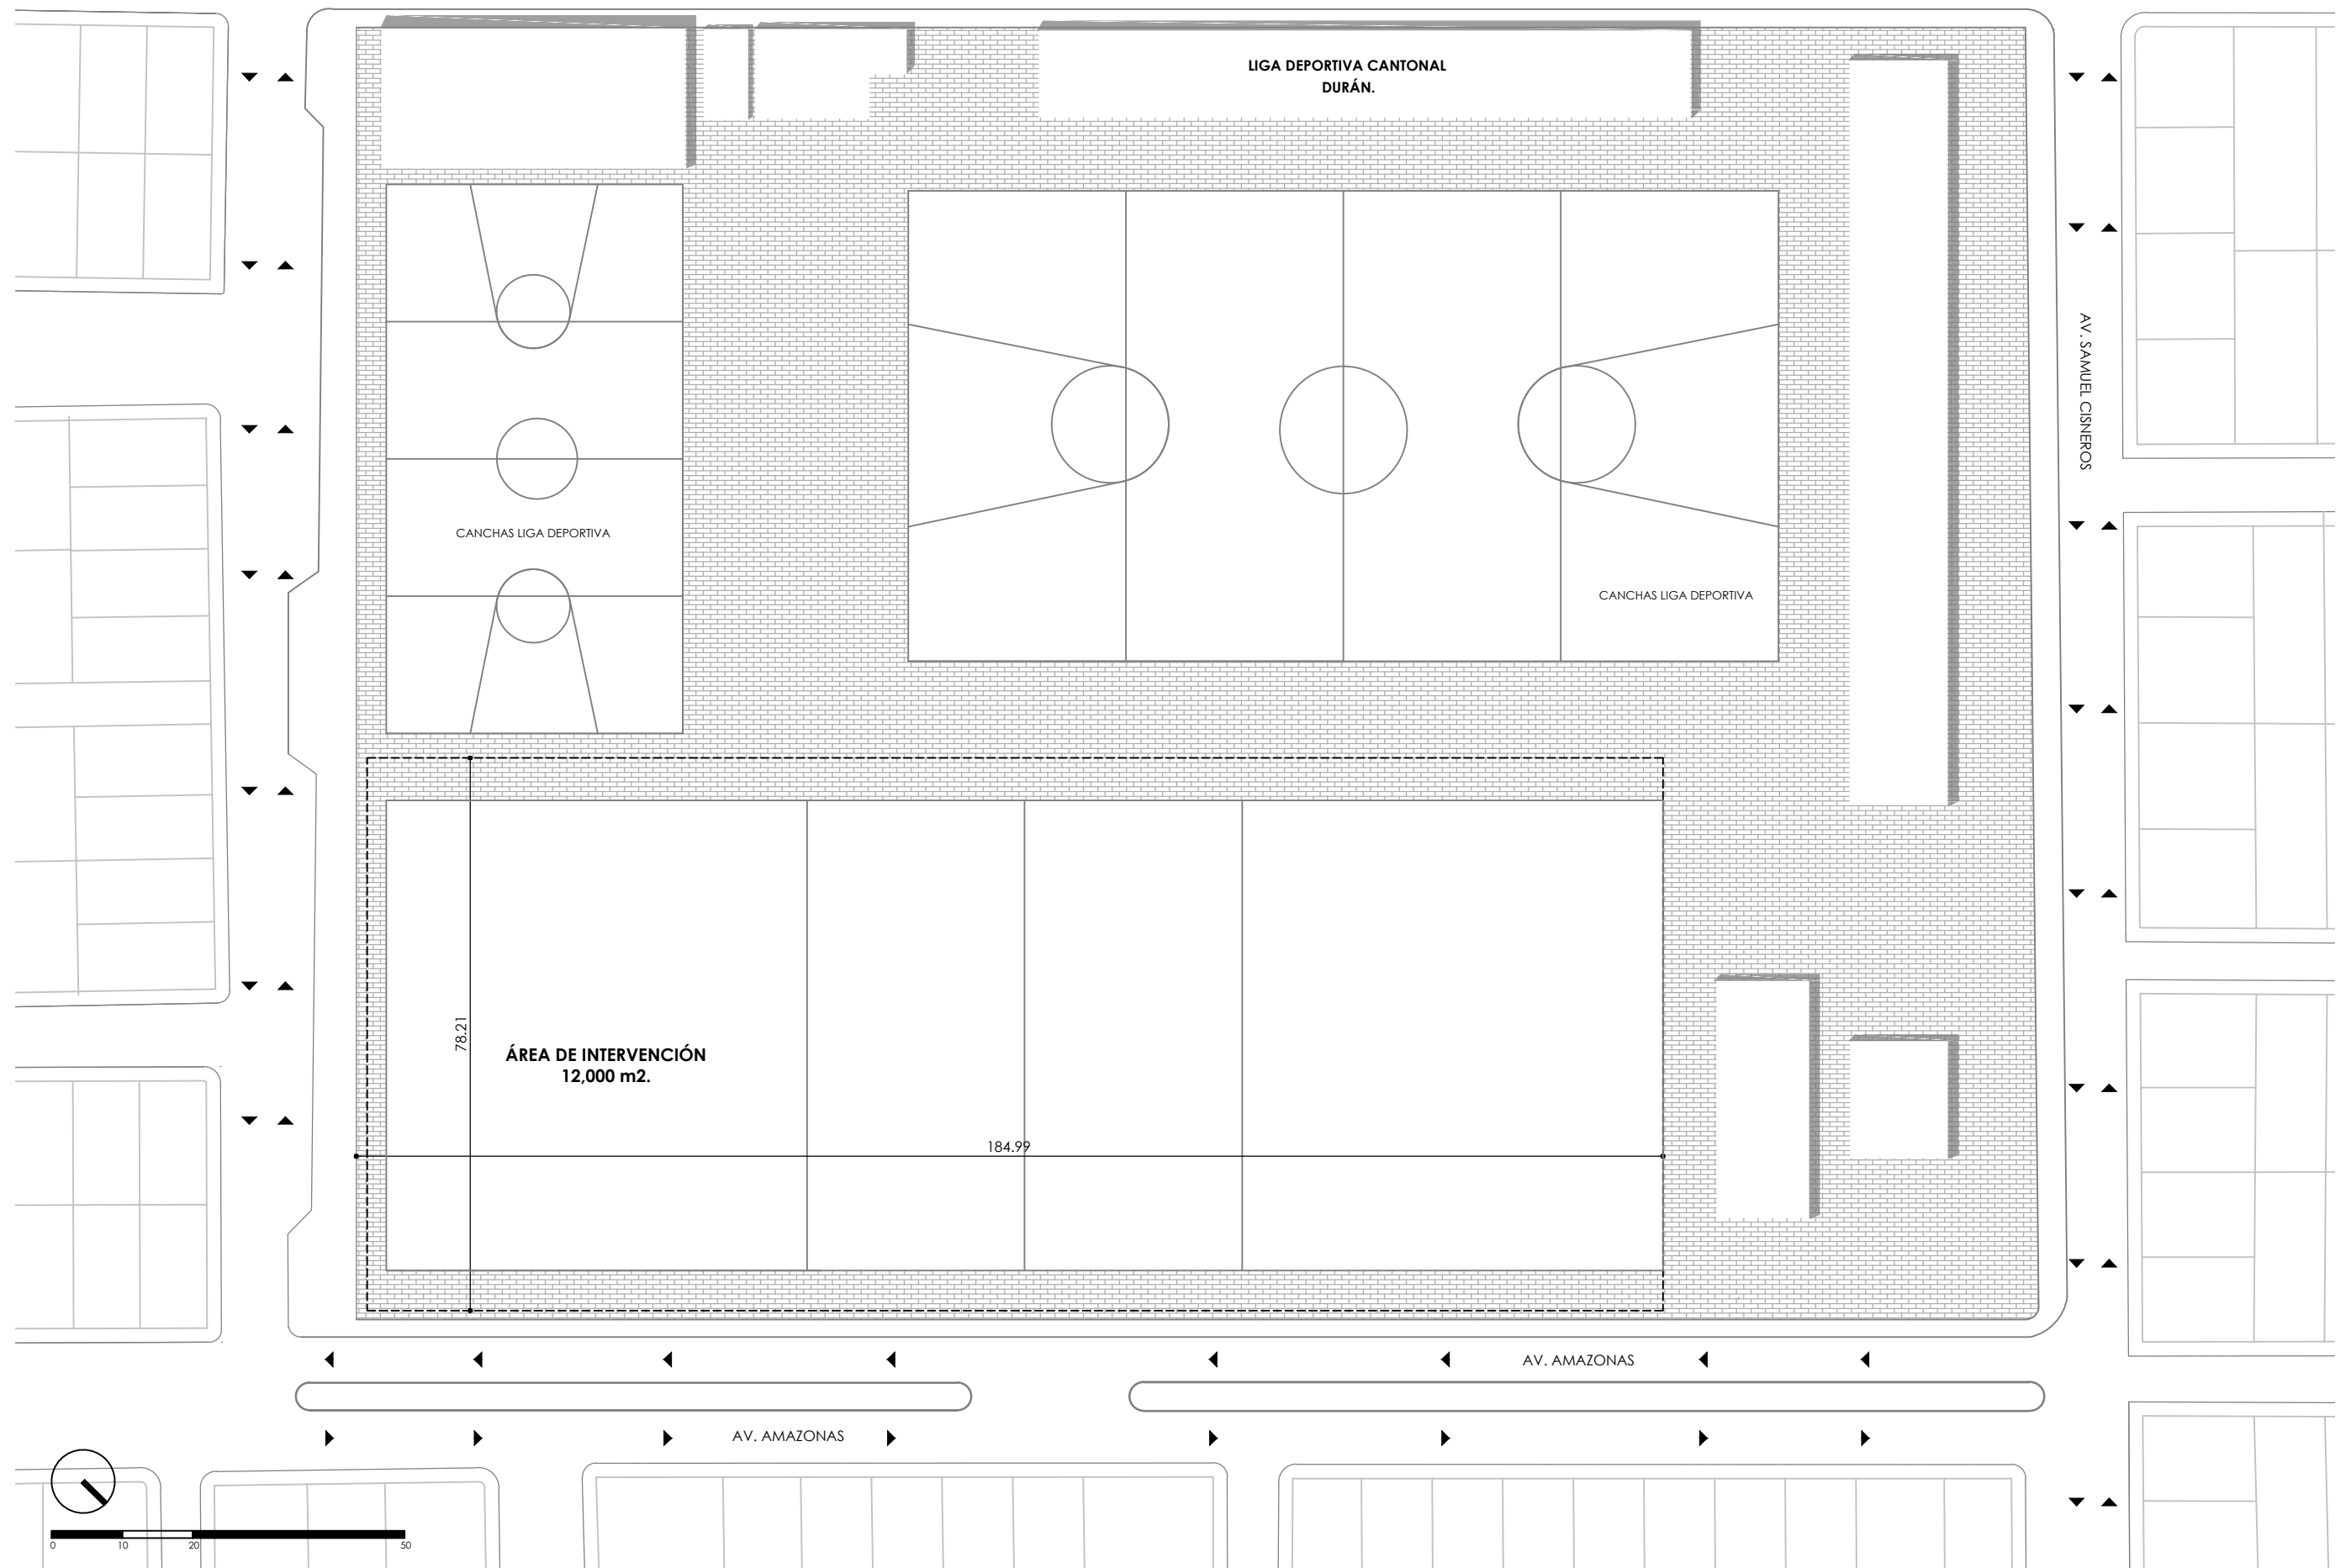 LIGA DEPORTIVA CANTONAL
DURÁN.
AV. SAMUEL CISNEROS
CANCHAS LIGA DEPORTIVA
CANCHAS LIGA DEPORTIVA
78.21
ÁREA DE INTERVENCIÓN
12,000 m2.
184.99
AV. AMAZONAS
AV. AMAZONAS
0 10 20 50